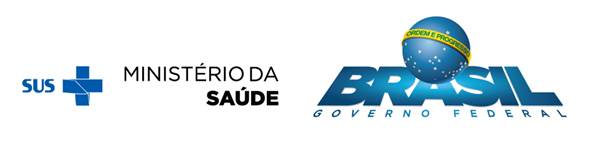 SUS
MINISTÉRIO DA
SAÚDE
ORDEM E PROGRESSO
BRASIL
GOVERNO FEDERAL